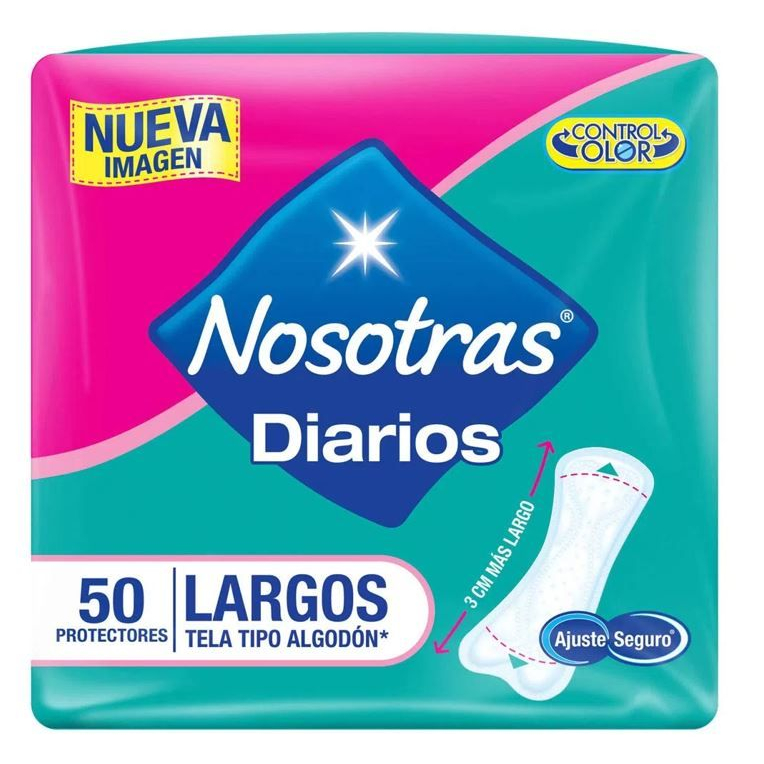 NUEVA
IMAGEN
CONTROL
OLOR
Nosotras®
Diarios
3 CM MÁS LARGO
50
PROTECTORES
LARGOS
TELA TIPO ALGODÓN*
Ajuste Seguro®